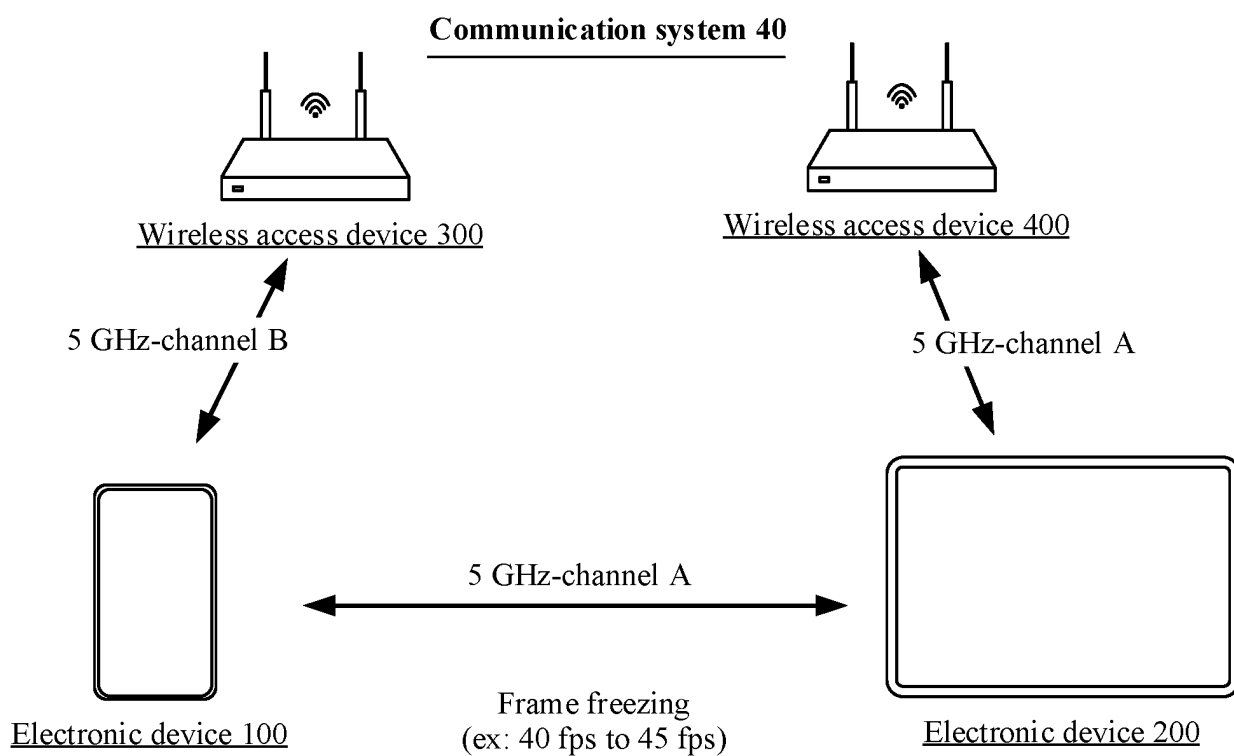 Communication system 40
Wireless access device 300
Wireless access device 400
5 GHz-channel B
5 GHz-channel A
5 GHz-channel A
Frame freezing
(ex: 40 fps to 45 fps)
Electronic device 100
Electronic device 200